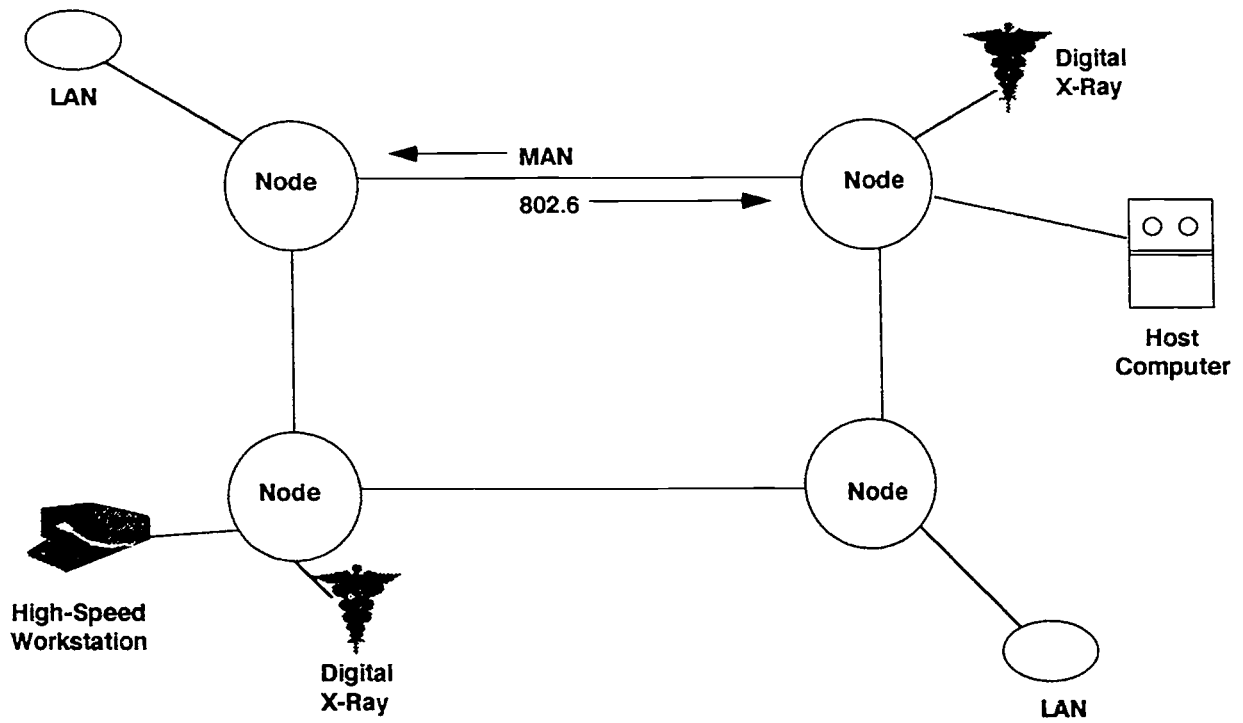 LAN
Digital
X-Ray
Node
MAN
802.6
Node
Host
Computer
Node
Node
High-Speed
Workstation
Digital
X-Ray
LAN